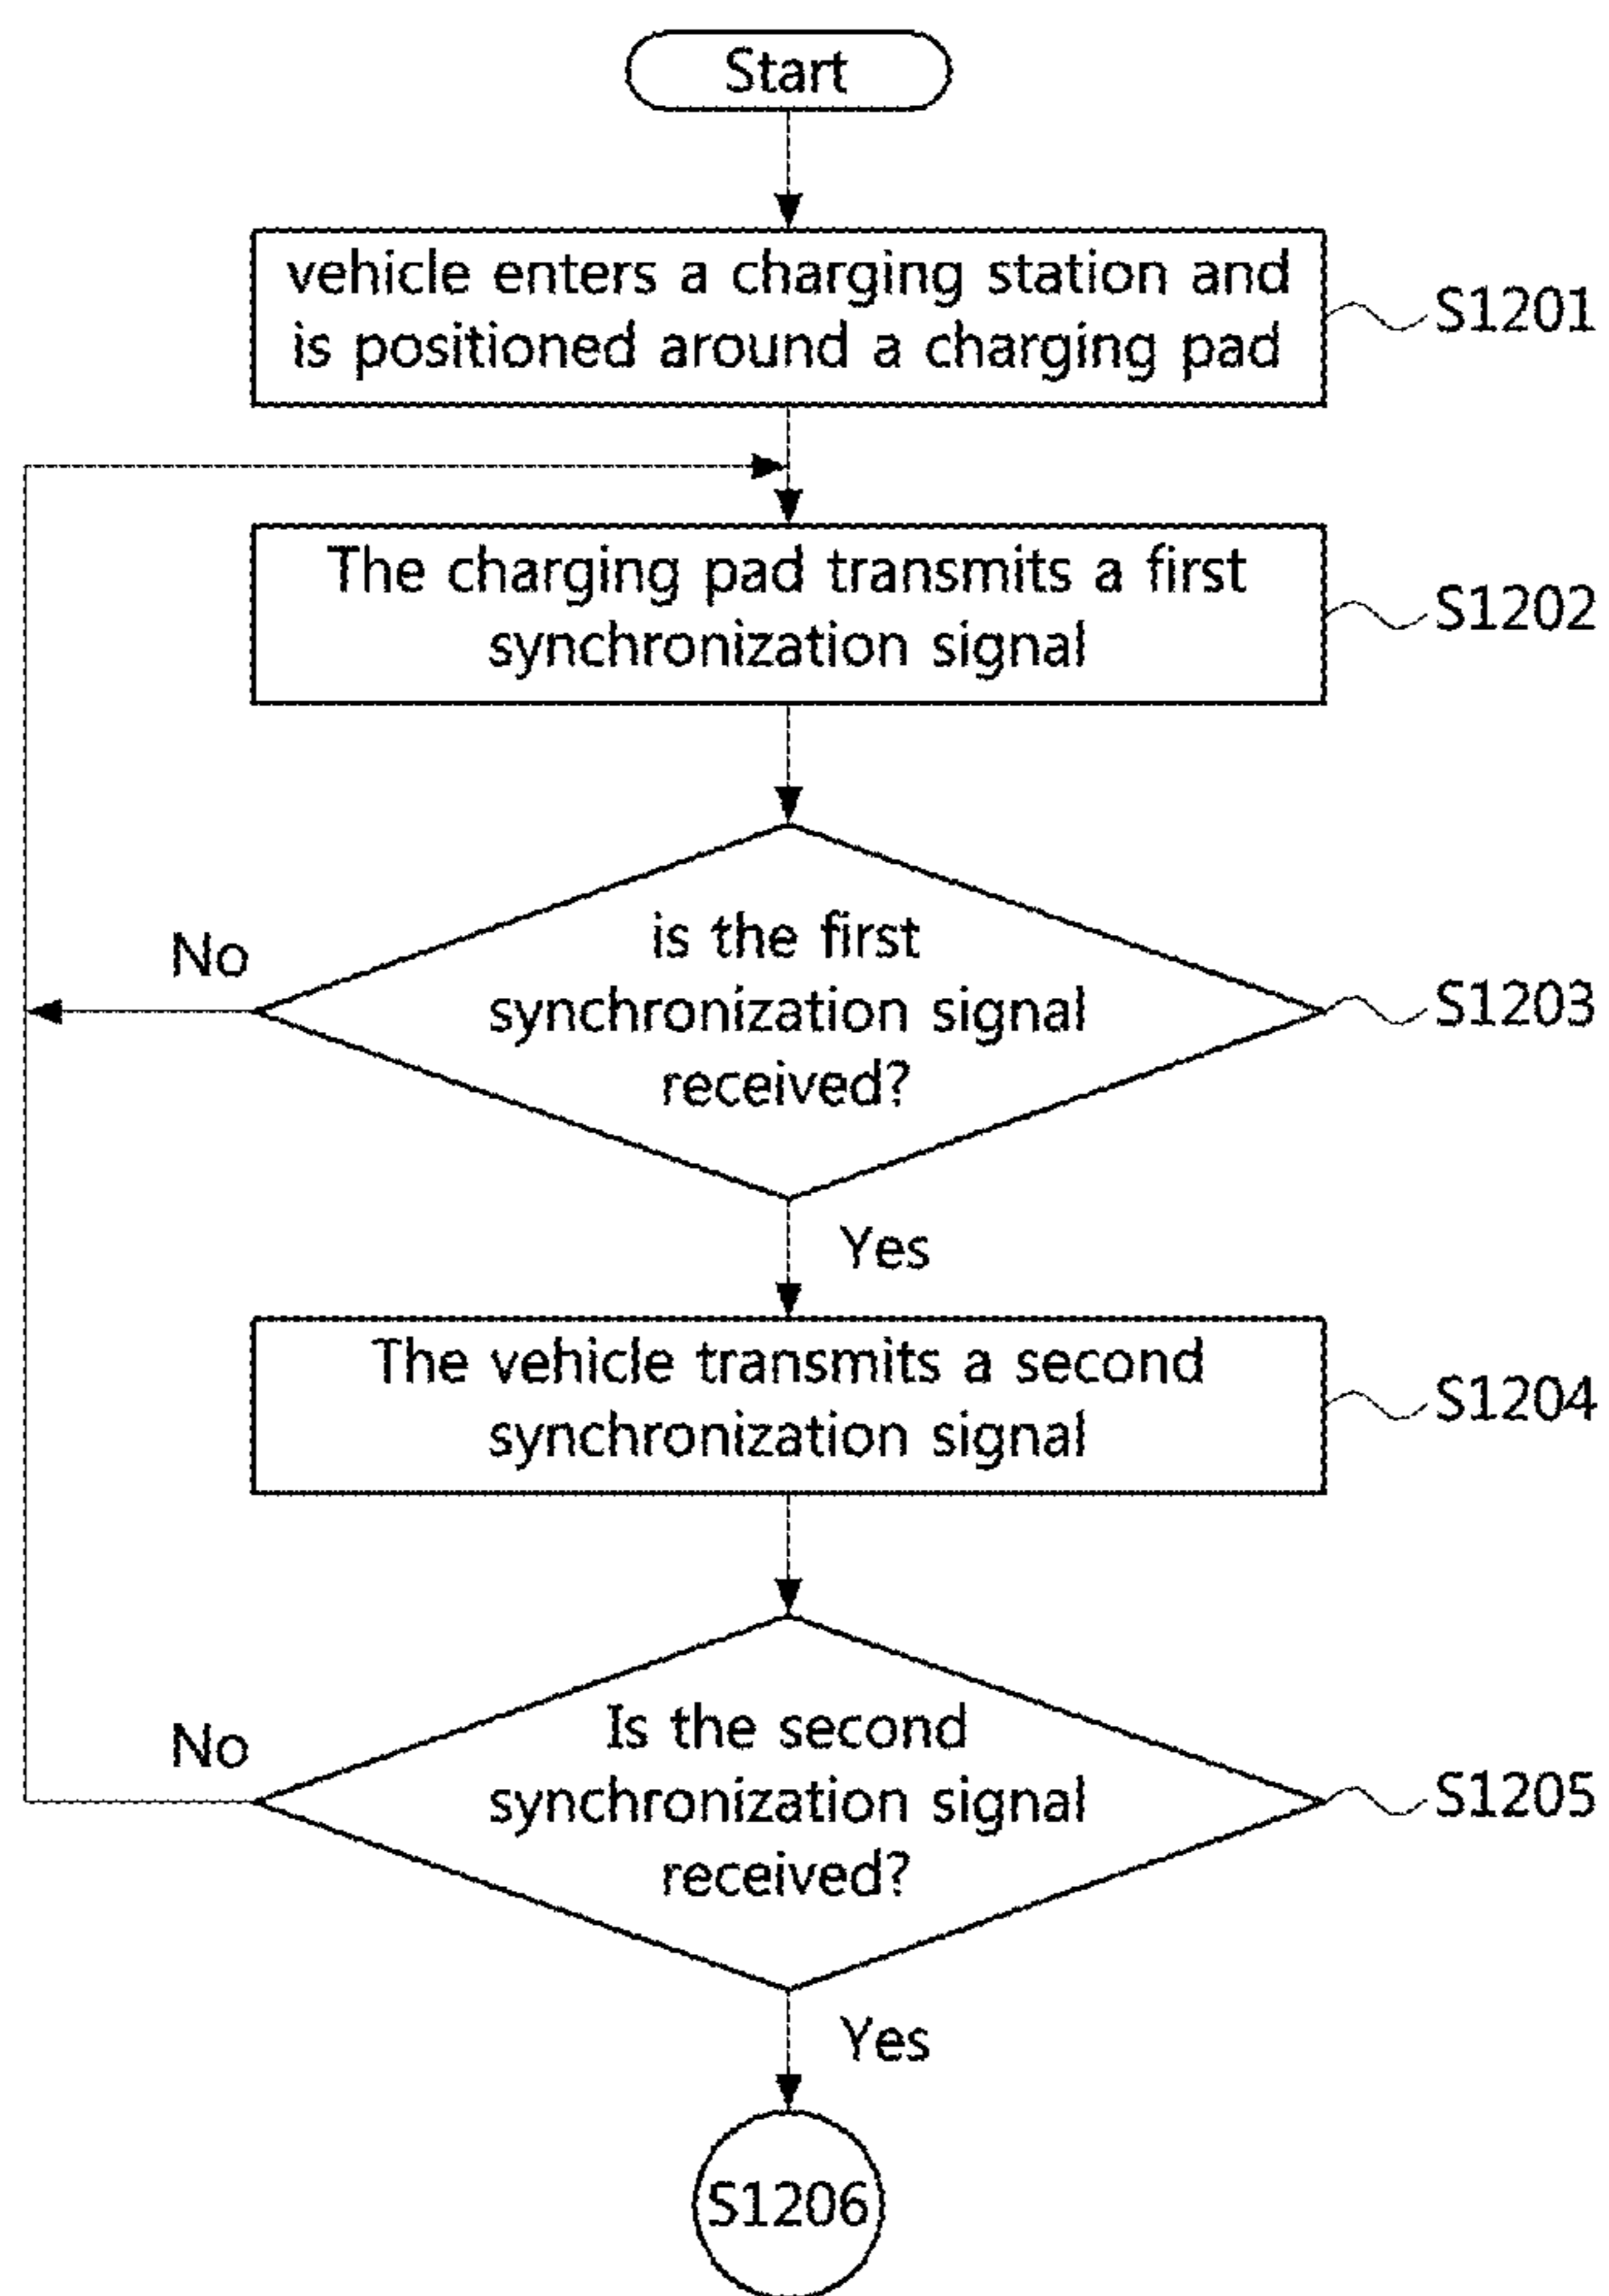 Start
vehicle enters a charging station and
is positioned around a charging pad
S1201
The charging pad transmits a first
synchronization signal
S1202
is the first
synchronization signal
received?
No
S1203
Yes
The vehicle transmits a second
synchronization signal
S1204
Is the second
synchronization signal
received?
No
S1205
Yes
S1206